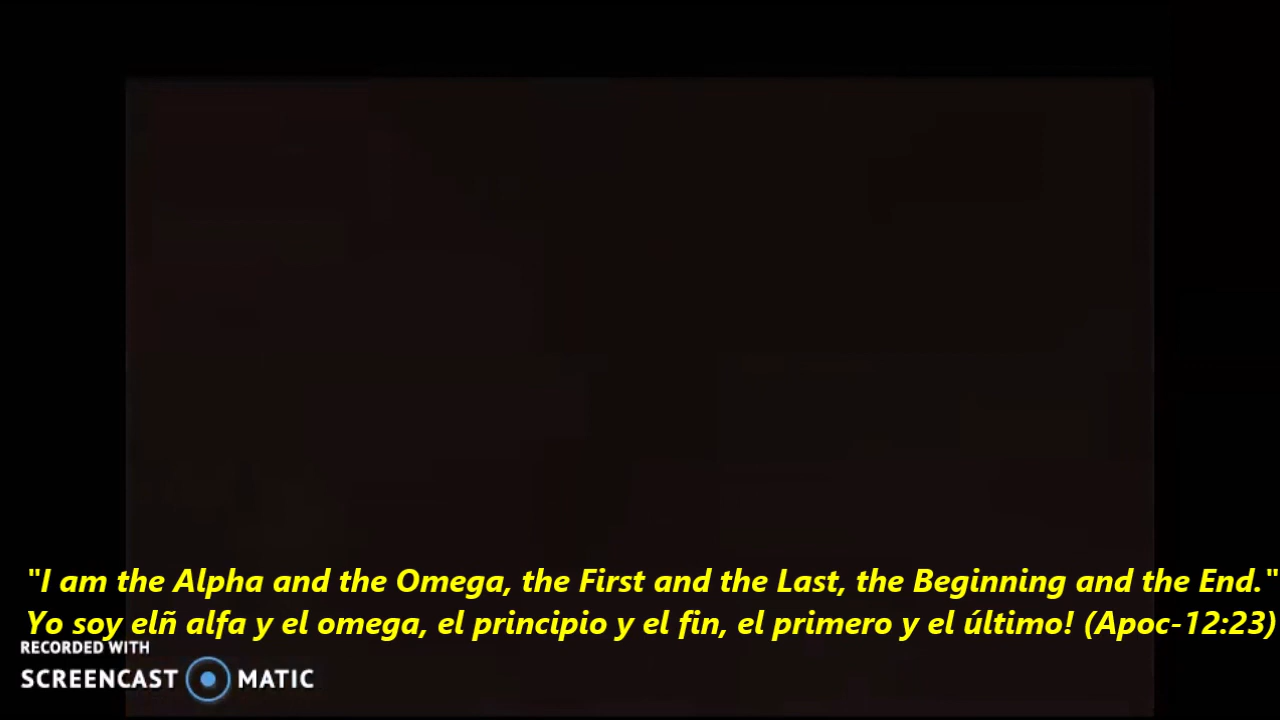 "I am the Alpha and the Omega, the First and the Last, the Beginning and the End."
Yo soy elñ alfa y el omega, el principio y el fin, el primero y el último! (Apoc-12:23)
RECORDED WITH
SCREENCAST MATIC